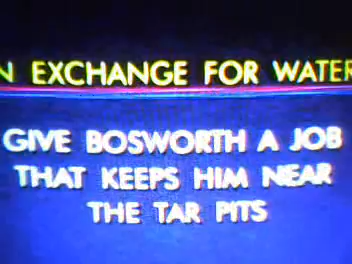 N EXCHANGE FOR WATER
GIVE BOSWORTH A JOB
THAT KEEPS HIM NEAR
THE TAR PITS